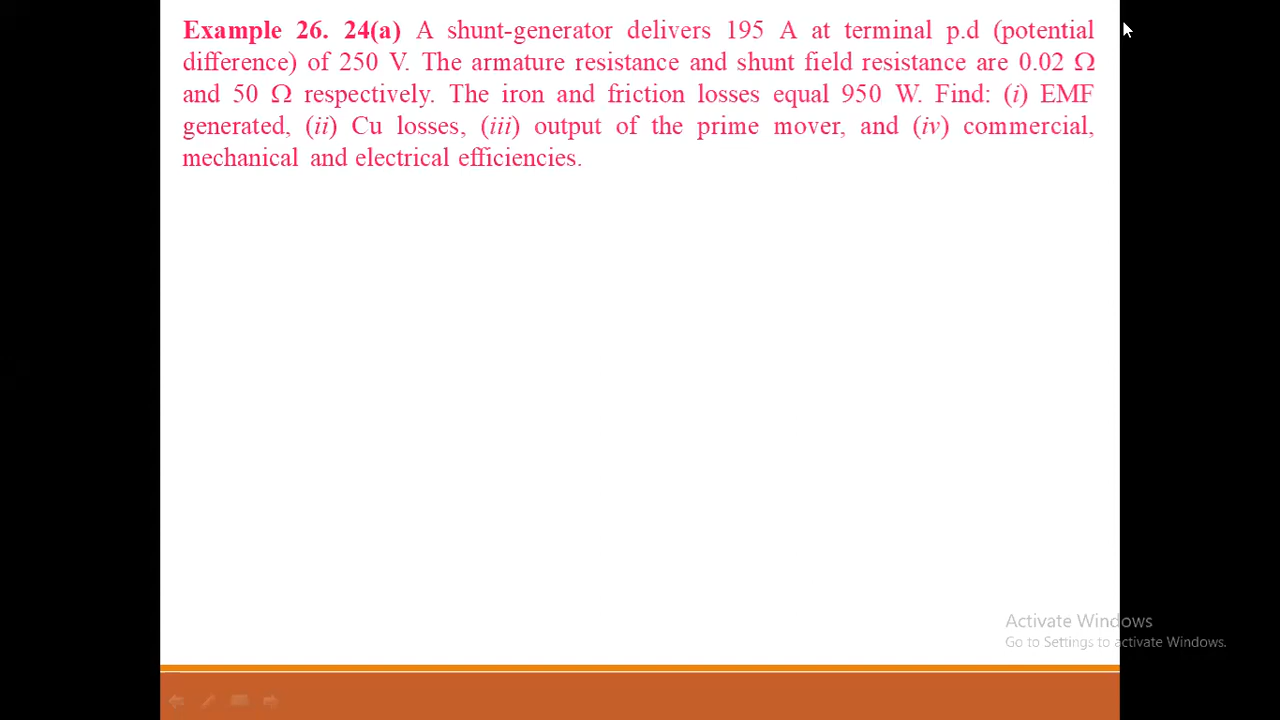 Example 26. 24(a) A shunt-generator delivers 195 A at terminal p.d (potential
difference) of 250 V. The armature resistance and shunt field resistance are 0.02 Ω
and 50 Ω respectively. The iron and friction losses equal 950 W. Find: (i) EMF
generated, (ii) Cu losses, (iii) output of the prime mover, and (iv) commercial,
mechanical and electrical efficiencies.
Activate Windows
Go to Settings to activate Windows.